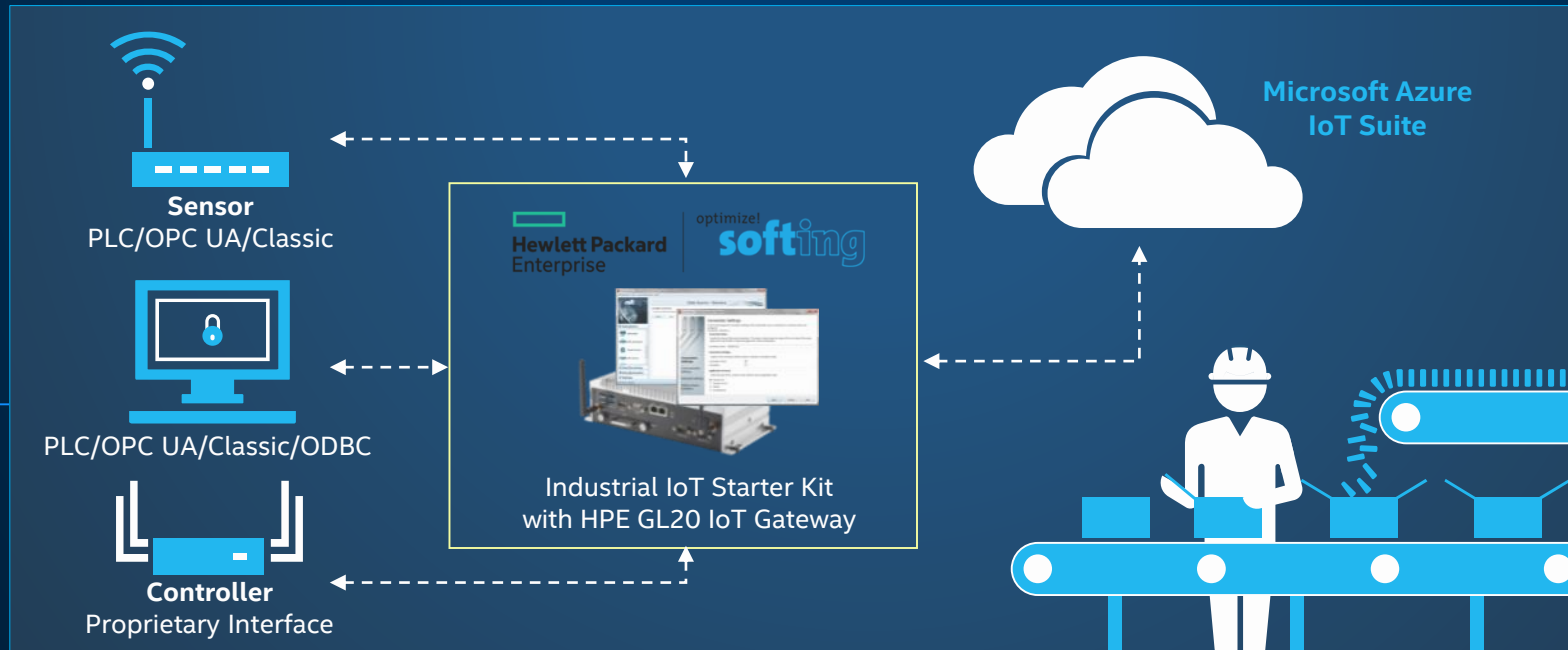 Microsoft Azure
IoT Suite
Sensor
PLC/OPC UA/Classic
Hewlett Packard
Enterprise
optimize!
softing
PLC/OPC UA/Classic/ODBC
Industrial IoT Starter Kit
with HPE GL20 IoT Gateway
Controller
Proprietary Interface